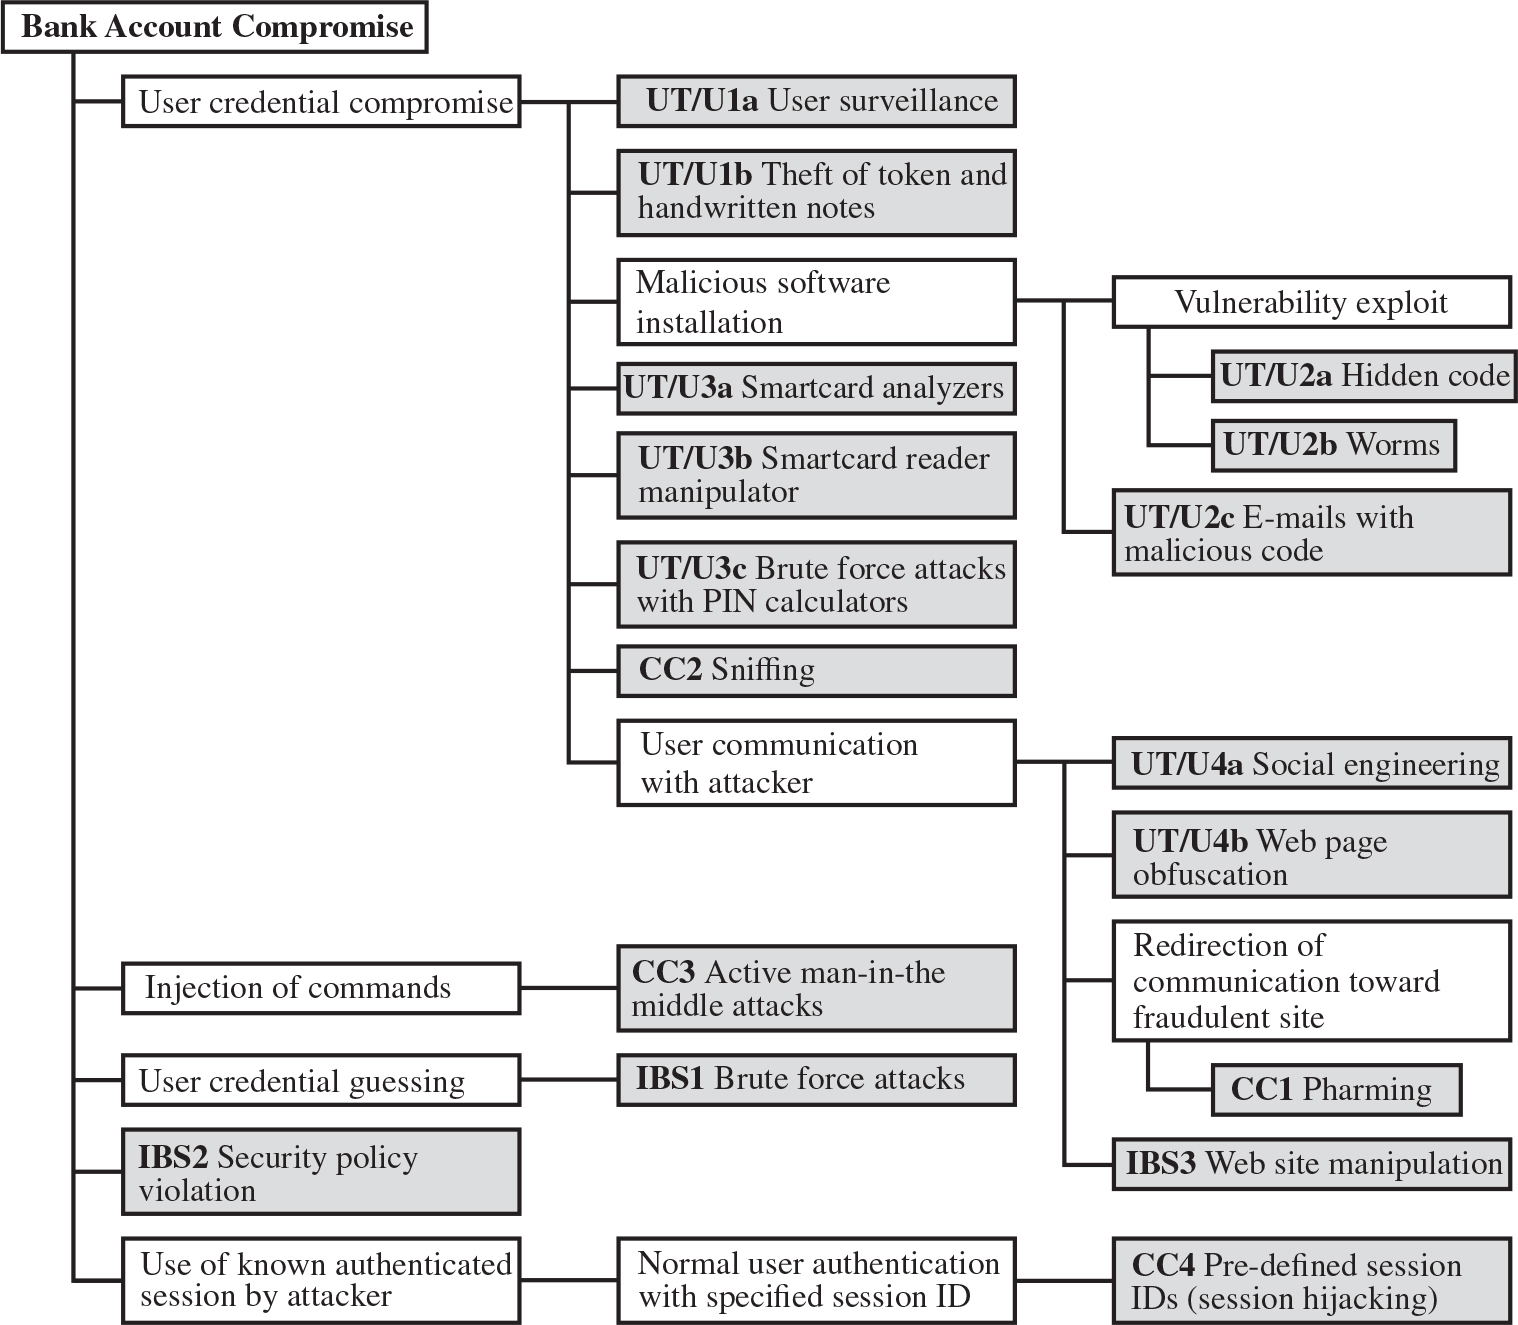 Bank Account Compromise
User credential compromise
UT/U1a User surveillance
UT/U1b Theft of token and
handwritten notes
Malicious software
installation
Vulnerability exploit
UT/U2a Hidden code
UT/U2b Worms
UT/U2c E-mails with
malicious code
UT/U3a Smartcard analyzers
UT/U3b Smartcard reader
manipulator
UT/U3c Brute force attacks
with PIN calculators
CC2 Sniffing
User communication
with attacker
UT/U4a Social engineering
UT/U4b Web page
obfuscation
Redirection of
communication toward
fraudulent site
CC1 Pharming
IBS3 Web site manipulation
Injection of commands
CC3 Active man-in-the
middle attacks
User credential guessing
IBS1 Brute force attacks
IBS2 Security policy
violation
Use of known authenticated
session by attacker
Normal user authentication
with specified session ID
CC4 Pre-defined session
IDs (session hijacking)